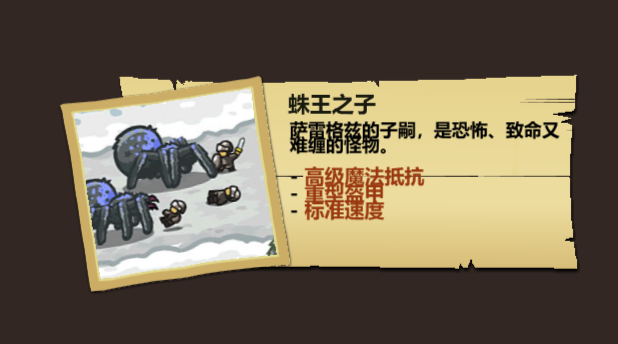 蛛王之子
萨雷格兹的子嗣，是恐怖、致命又
难缠的怪物。
- 高级魔法抵抗
- 重型盔甲
- 标准速度